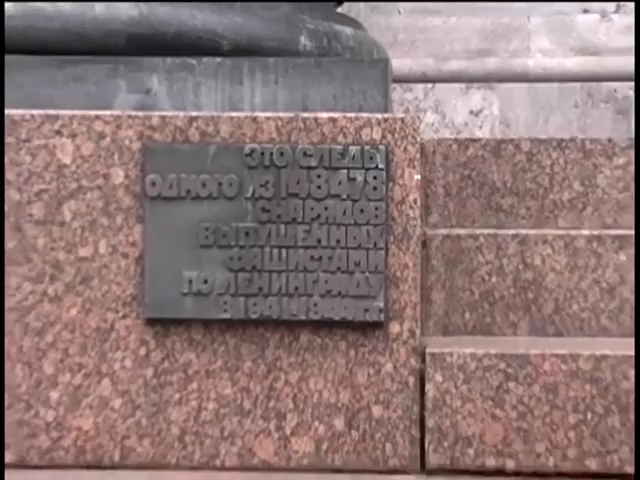 ЭТО СЛЕДЫ
ОДНОГО ИЗ 148478
СНАРЯДОВ
ВЫПУЩЕННЫХ
ФАШИСТАМИ
ПО ЛЕНИНГРАДУ
В 1941-1944 ГГ.